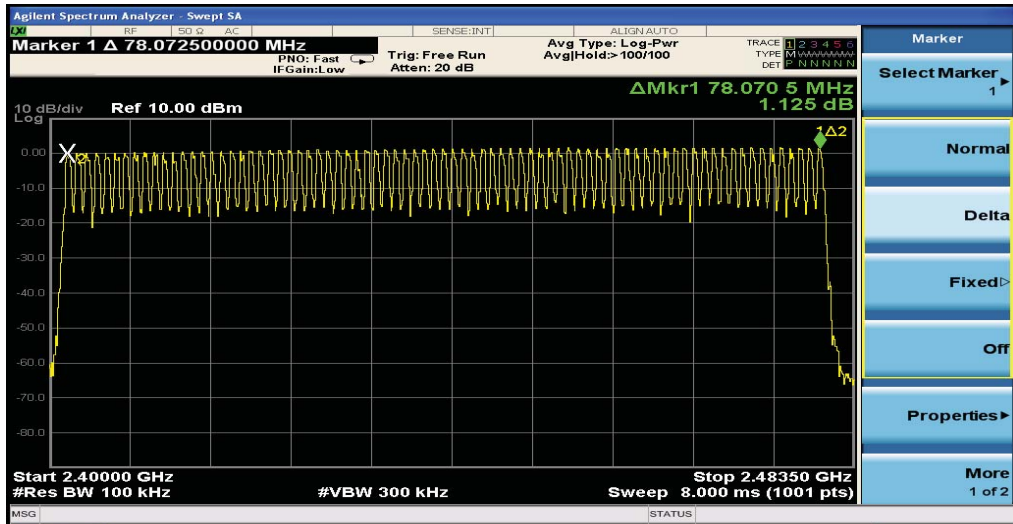 Agilent Spectrum Analyzer - Swept SA
LXI RF 50 Ω AC SENSE:INT ALIGN AUTO
Marker 1 Δ 78.072500000 MHz
PNO: Fast
IFGain:Low
Trig: Free Run
Atten: 20 dB
Avg Type: Log-Pwr
Avg|Hold:>100/100
TRACE 1 2 3 4 5 6
TYPE M W W W W W
DET P N N N N N
ΔMkr1 78.070 5 MHz
1.125 dB
10 dB/div Ref 10.00 dBm
Log
1Δ2
X2
0.00
-10.0
-20.0
-30.0
-40.0
-50.0
-60.0
-70.0
-80.0
Start 2.40000 GHz Stop 2.48350 GHz
#Res BW 100 kHz #VBW 300 kHz Sweep 8.000 ms (1001 pts)
MSG STATUS
Marker
Select Marker
1
Normal
Delta
Fixed
Off
Properties
More
1 of 2